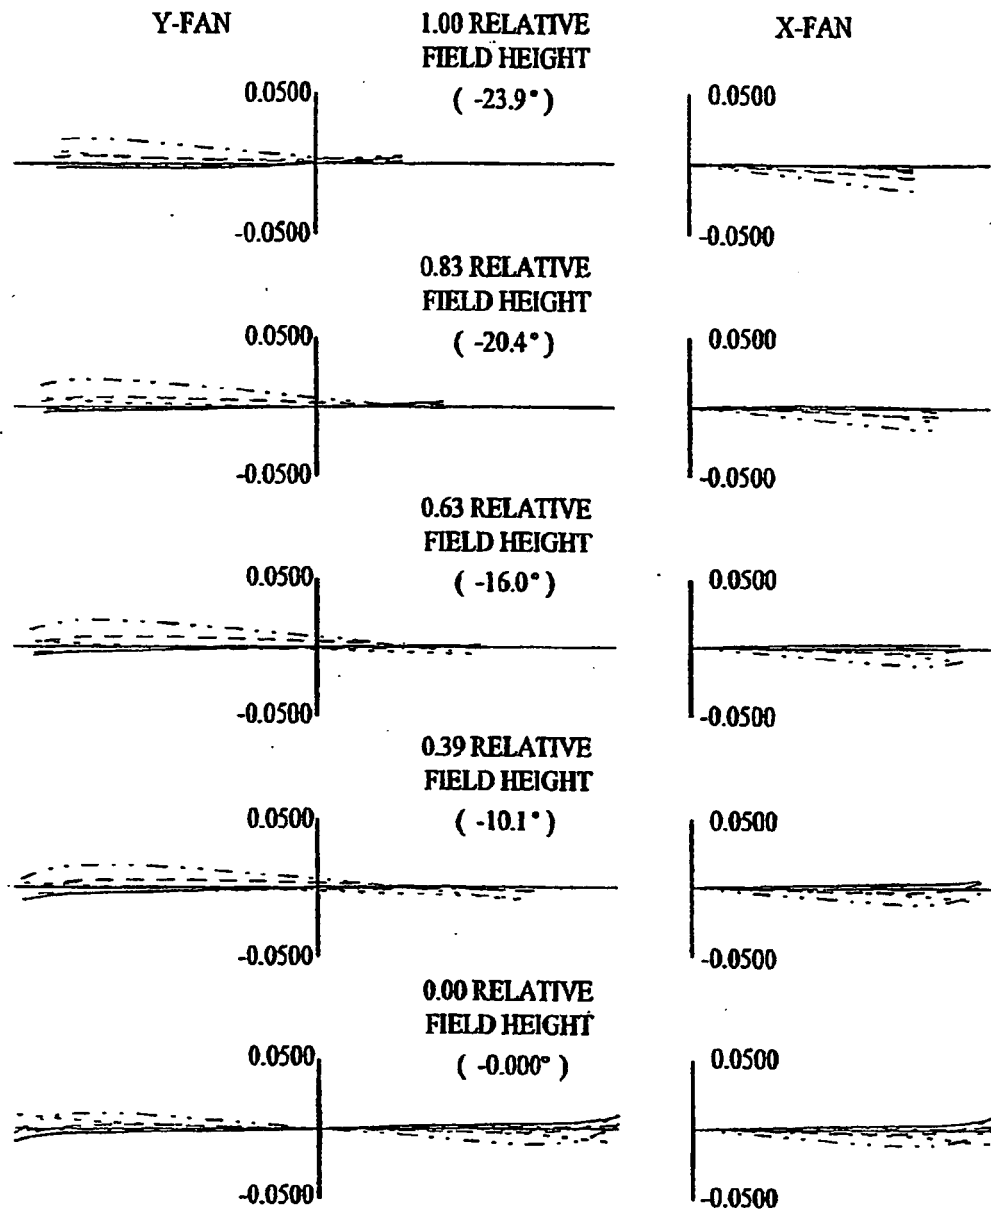 Y-FAN
1.00 RELATIVE
FIELD HEIGHT
( -23.9° )
X-FAN
0.0500
-0.0500
0.0500
-0.0500
0.83 RELATIVE
FIELD HEIGHT
( -20.4° )
0.0500
-0.0500
0.0500
-0.0500
0.63 RELATIVE
FIELD HEIGHT
( -16.0° )
0.0500
-0.0500
0.0500
-0.0500
0.39 RELATIVE
FIELD HEIGHT
( -10.1° )
0.0500
-0.0500
0.0500
-0.0500
0.00 RELATIVE
FIELD HEIGHT
( -0.000° )
0.0500
-0.0500
0.0500
-0.0500